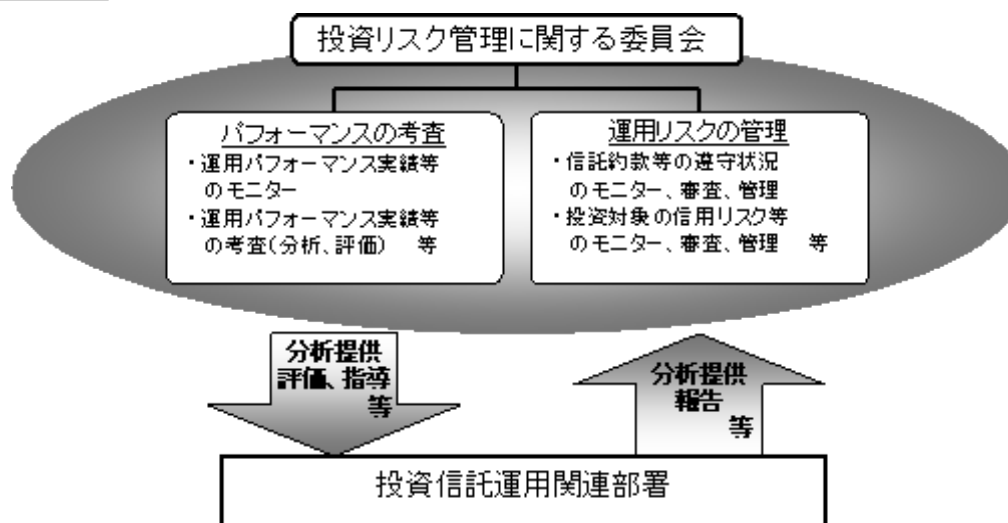 投資リスク管理に関する委員会
パフォーマンスの考査
・運用パフォーマンス実績等
のモニター
・運用パフォーマンス実績等
の考査(分析、評価) 等
運用リスクの管理
・信託約款等の遵守状況
のモニター、審査、管理
・投資対象の信用リスク等
のモニター、審査、管理 等
分析提供
評価、指導
等
分析提供
報告
等
投資信託運用関連部署